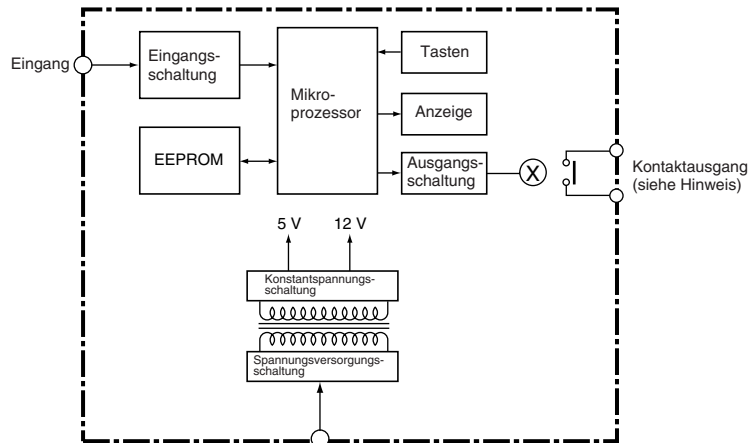 Eingang
Eingangs-
schaltung
Mikro-
prozessor
Tasten
Anzeige
EEPROM
Ausgangs-
schaltung
X
Kontaktausgang
(siehe Hinweis)
5 V
12 V
Konstantspannungs-
schaltung
Spannungsversorgungs-
schaltung